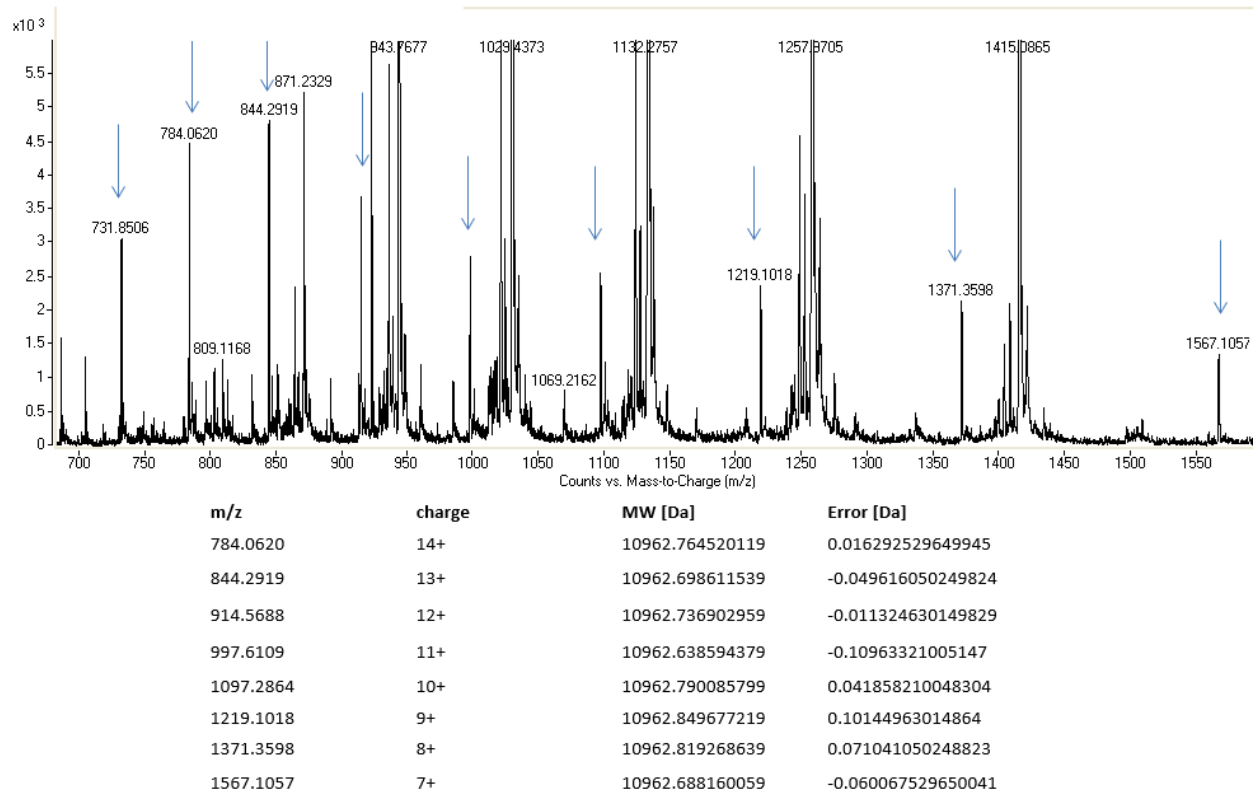 x10 3
943.7677 1029.4373 1132.2757 1257.8705 1415.0865
5.5
871.2329
5
844.2919
4.5
784.0620
4
3.5
731.8506
3
2.5
1219.1018
2
1371.3598
1.5
1567.1057
809.1168
1
1069.2162
0.5
0
700 750 800 850 900 950 1000 1050 1100 1150 1200 1250 1300 1350 1400 1450 1500 1550
Counts vs. Mass-to-Charge (m/z)
m/z charge MW [Da] Error [Da]
784.0620 14+ 10962.764520119 0.016292529649945
844.2919 13+ 10962.698611539 -0.049616050249824
914.5688 12+ 10962.736902959 -0.011324630149829
997.6109 11+ 10962.638594379 -0.10963321005147
1097.2864 10+ 10962.790085799 0.041858210048304
1219.1018 9+ 10962.849677219 0.10144963014864
1371.3598 8+ 10962.819268639 0.071041050248823
1567.1057 7+ 10962.688160059 -0.060067529650041